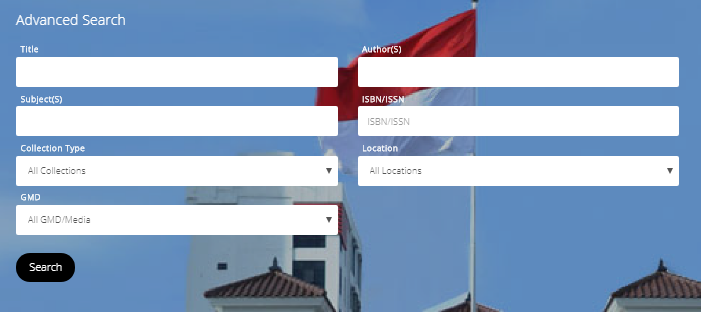 Advanced Search
Title
Author(S)
Subject(S)
ISBN/ISSN
ISBN/ISSN
Collection Type
Location
All Collections
All Locations
GMD
All GMD/Media
Search